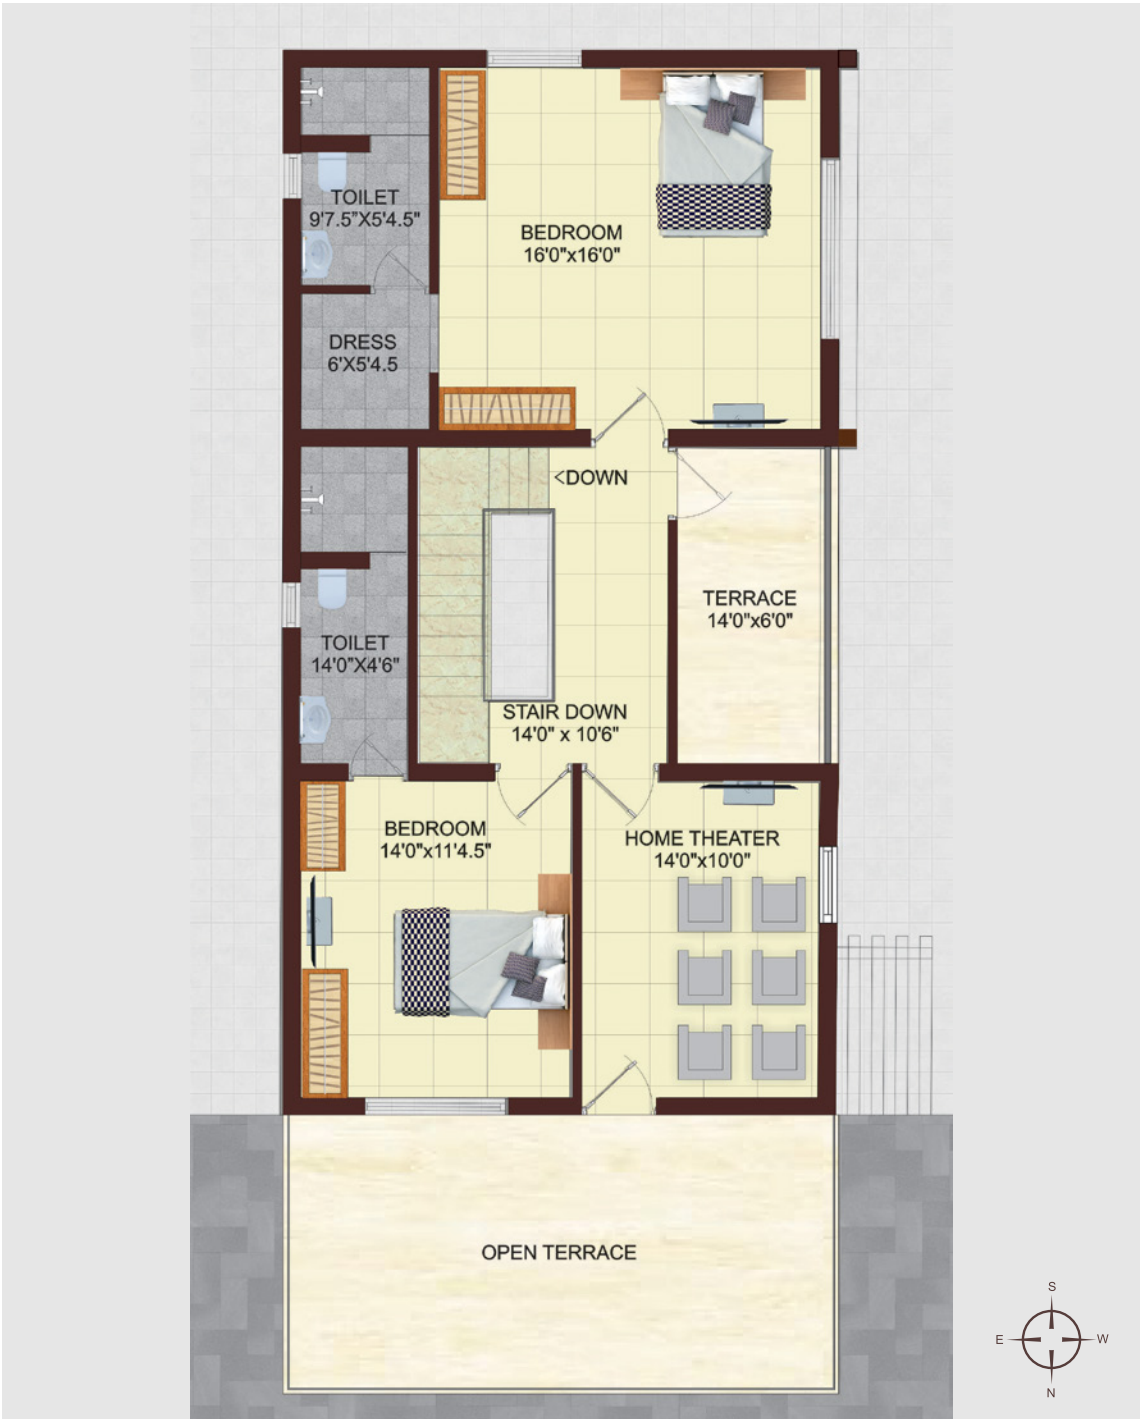 TOILET
9'7.5"X5'4.5"
BEDROOM
16'0"x16'0"
DRESS
6'X5'4.5
<DOWN
TERRACE
14'0"x6'0"
TOILET
14'0"X4'6"
STAIR DOWN
14'0" x 10'6"
BEDROOM
14'0"x11'4.5"
HOME THEATER
14'0"x10'0"
OPEN TERRACE
S
E
W
N